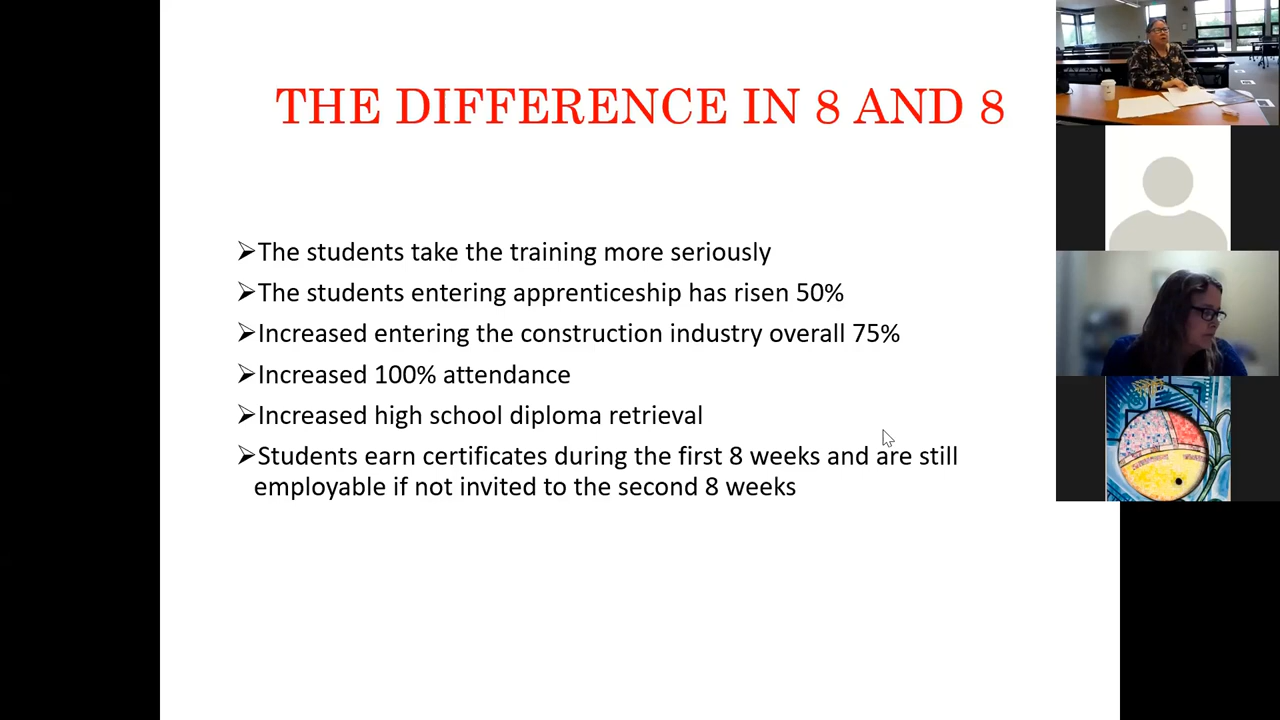 THE DIFFERENCE IN 8 AND 8
➢The students take the training more seriously
➢The students entering apprenticeship has risen 50%
➢Increased entering the construction industry overall 75%
➢Increased 100% attendance
➢Increased high school diploma retrieval
➢Students earn certificates during the first 8 weeks and are still
employable if not invited to the second 8 weeks